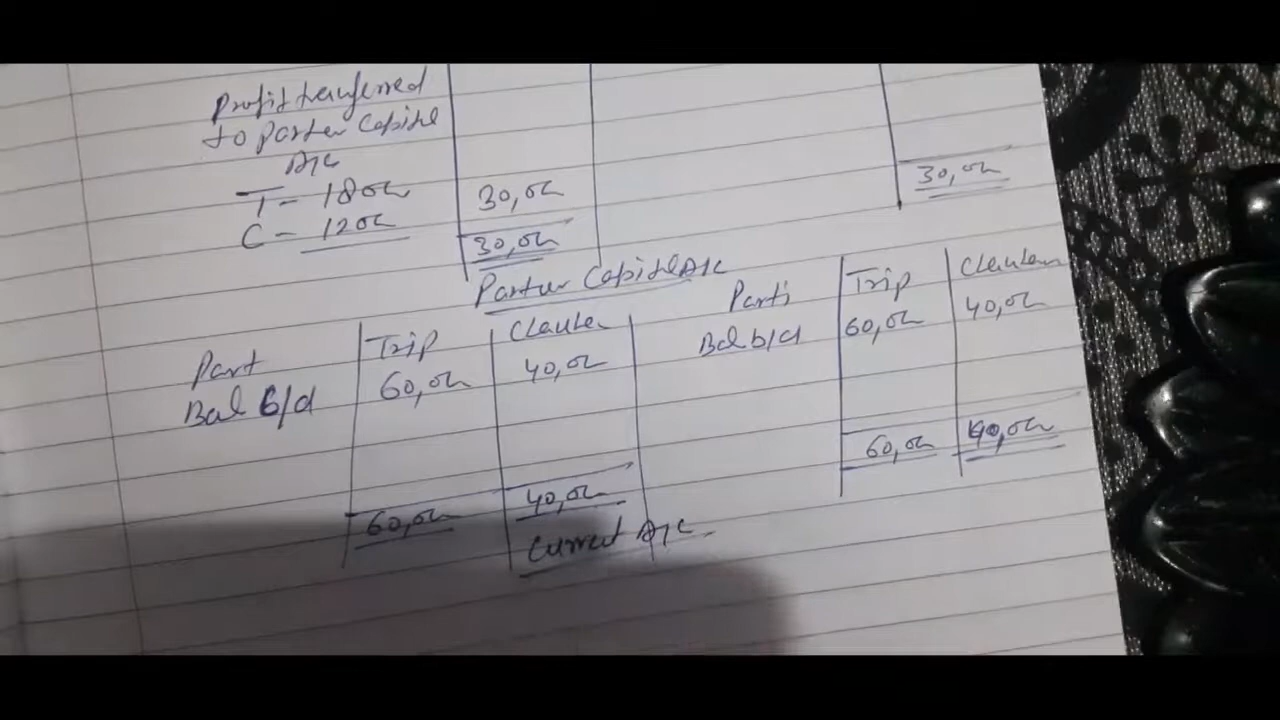 Profit transferred
to Parter Capital
A/c
T - 18000 30,000 30,000
C - 12000
30,000
Partner Capital A/c
Part Trip Clauten Parti Trip Clauten
Bal c/d 60,000 40,000 Bal b/d 60,000 40,000
60,000 40,000 60,000 40,000
Current A/c